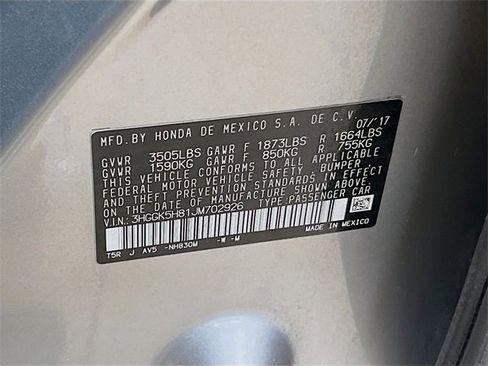 MFD.BY HONDA DE MEXICO S.A. DE C.V 07/'17
GVWR 3505LBS GAWR F 1873LBS R 1664LBS
GVWR 1590KG GAWR F 850KG R 755KG
THIS VEHICLE CONFORMS TO ALL APPLICABLE
FEDERAL MOTOR VEHICLE SAFETY, BUMPER,
AND THEFT PREVENTION STANDARDS IN EFFECT ON
THE DATE OF MANUFACTURE SHOWN ABOVE.
VIN: 3HGGK5H81JM702926 TYPE:PASSENGER CAR
T5R J AV5 -NH830M -W -M
MADE IN MEXICO